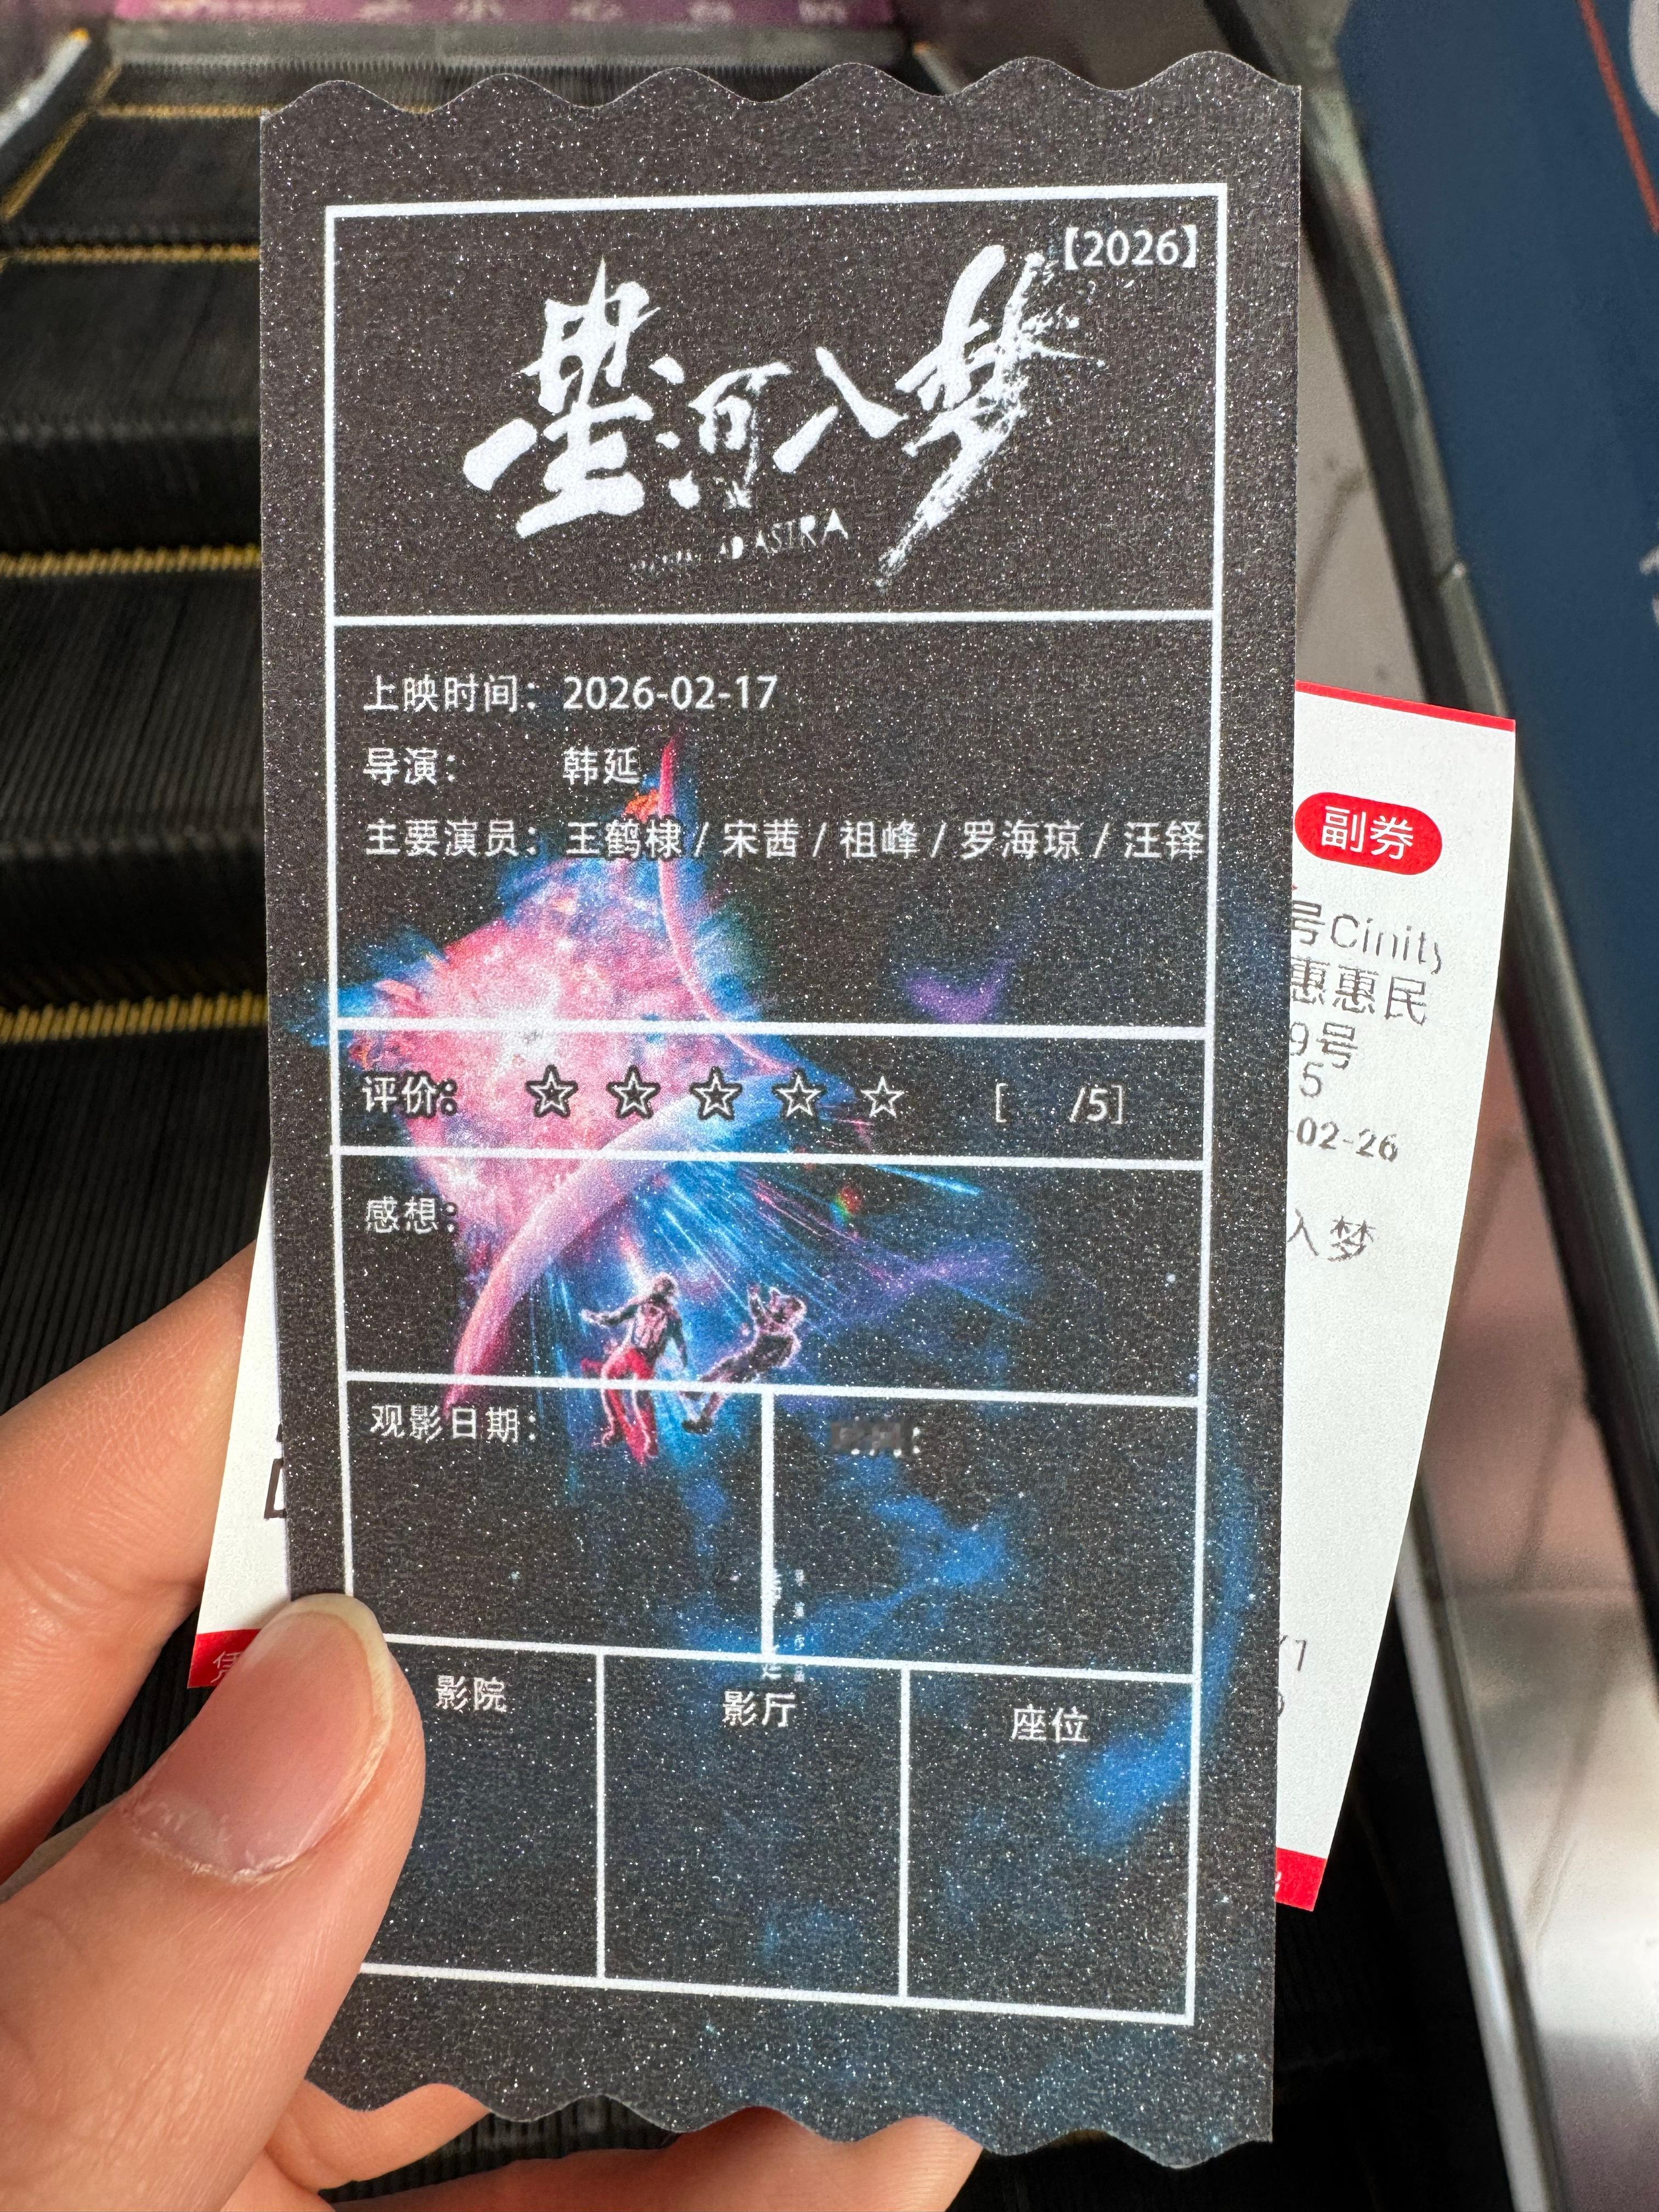 【2026】
星河入梦
AD ASTRA
上映时间：2026-02-17
导演： 韩延
主要演员：王鹤棣 / 宋茜 / 祖峰 / 罗海琼 / 汪铎
评价：☆ ☆ ☆ ☆ ☆ [ /5]
感想：
观影日期：
影院
影厅
座位
副券
号Cinity
惠惠民
9号
5
-02-26
入梦